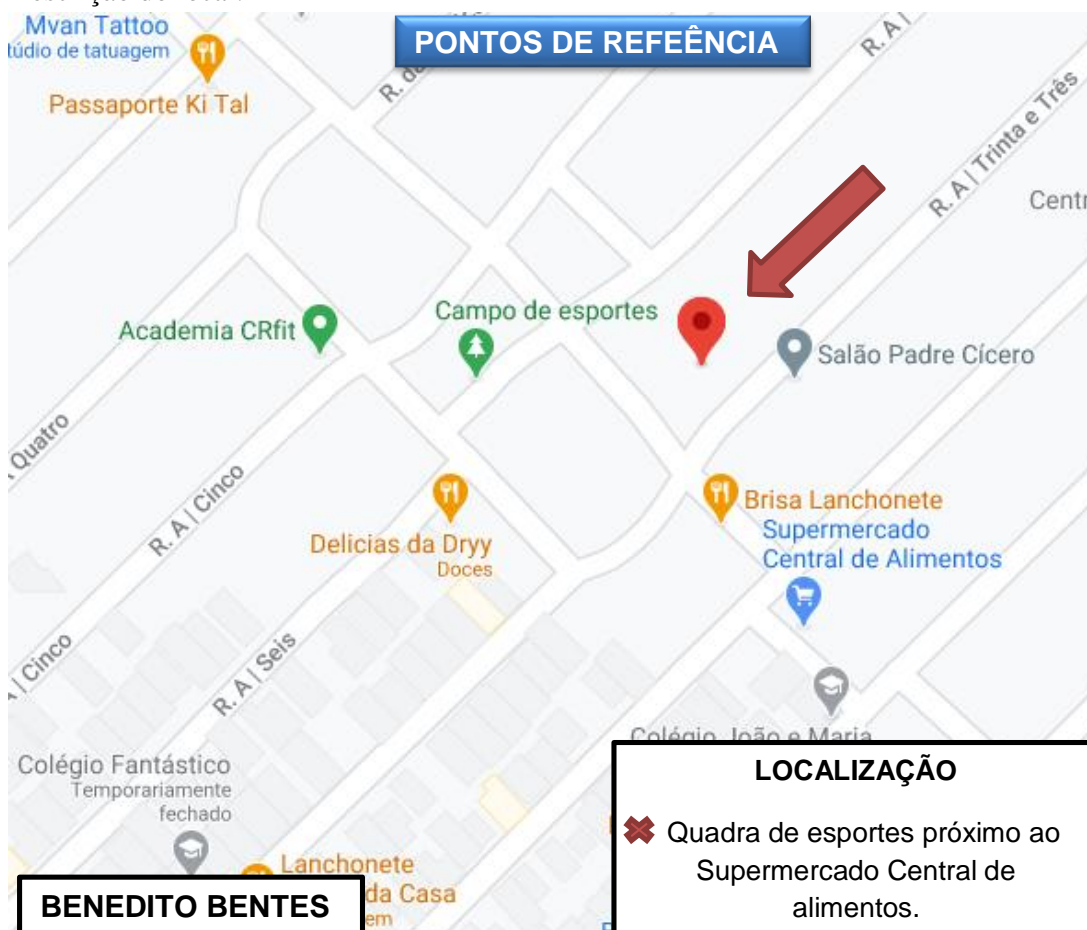 Mvan Tattoo
túdio de tatuagem
Passaporte Ki Tal
PONTOS DE REFEÊNCIA
R. da
R. A I
R. A | Trinta e Três
Centr
Academia CRfit
Campo de esportes
Salão Padre Cícero
Quatro
R. A | Cinco
Delicias da Dryy
Doces
Brisa Lanchonete
Supermercado
Central de Alimentos
| Cinco
R. A | Seis
Colégio João e Maria
Colégio Fantástico
Temporariamente
fechado
Lanchonete
da Casa
em
BENEDITO BENTES
LOCALIZAÇÃO
Quadra de esportes próximo ao
Supermercado Central de
alimentos.